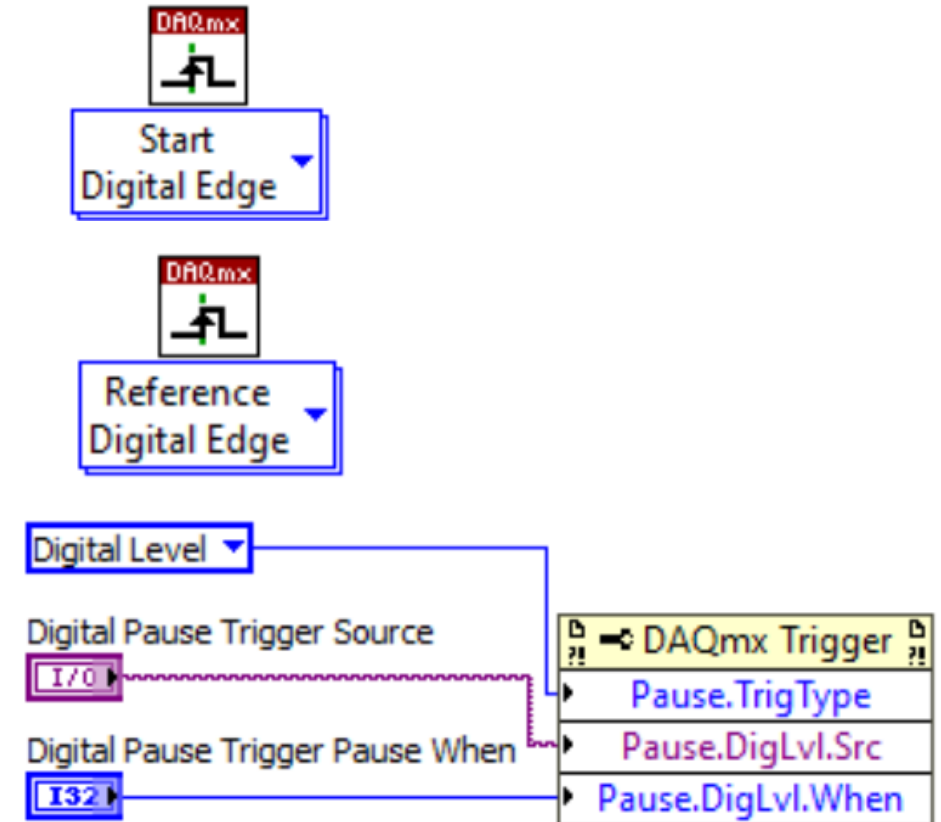 DAQmx
Start
Digital Edge
DAQmx
Reference
Digital Edge
Digital Level
Digital Pause Trigger Source
I/O
Digital Pause Trigger Pause When
I32
?! DAQmx Trigger ?!
Pause.TrigType
Pause.DigLvl.Src
Pause.DigLvl.When